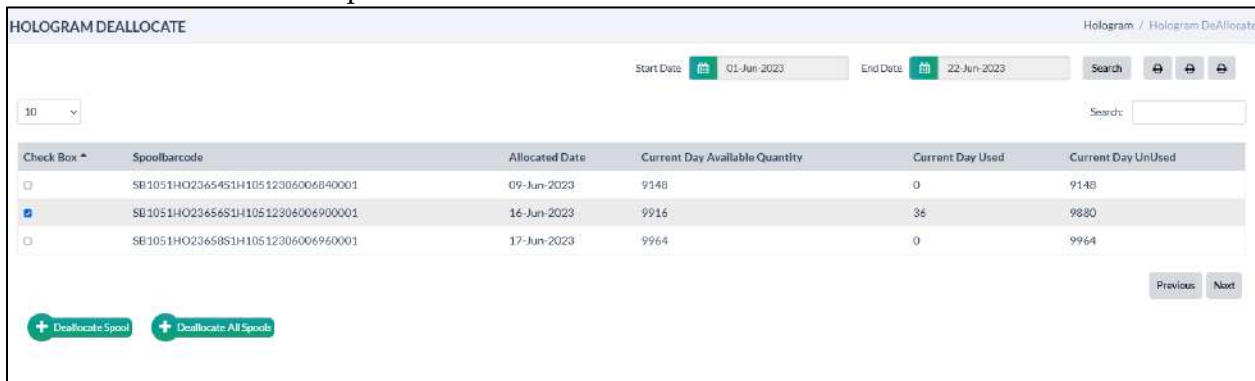 HOLOGRAM DEALLOCATE Hologram / Hologram DeAllocate
Start Date 01-Jun-2023 End Date 22-Jun-2023 Search
10 Search:
Check Box Spoolbarcode Allocated Date Current Day Available Quantity Current Day Used Current Day UnUsed
SB1051HO23654S1H10512306006840001 09-Jun-2023 9148 0 9148
SB1051HO23656S1H10512306006900001 16-Jun-2023 9916 36 9880
SB1051HO23658S1H10512306006960001 17-Jun-2023 9964 0 9964
Previous Next
Deallocate Spool Deallocate All Spools